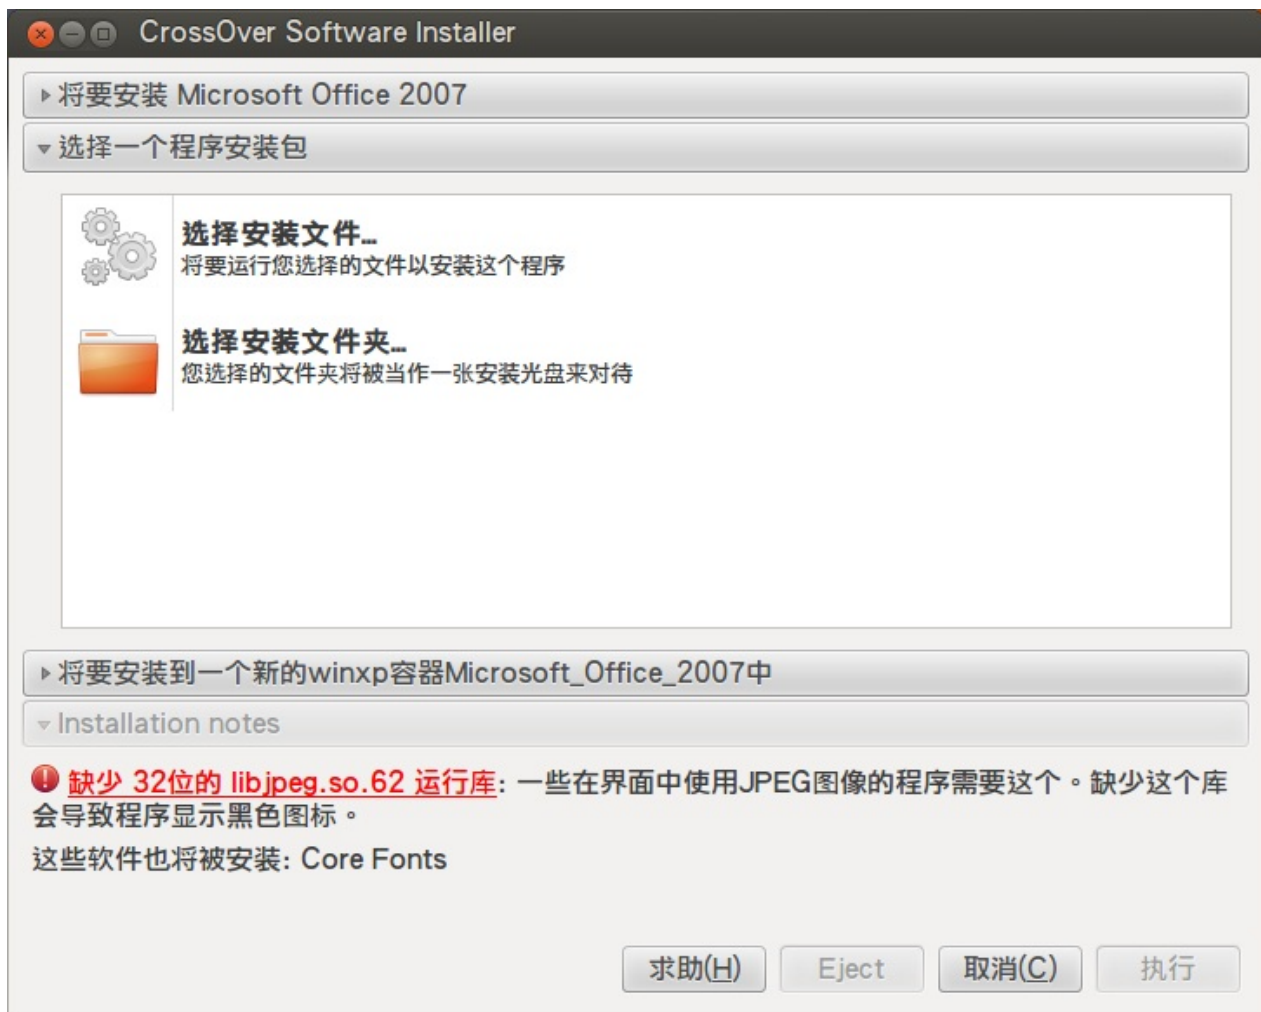 CrossOver Software Installer
将要安装 Microsoft Office 2007
选择一个程序安装包
选择安装文件...
将要运行您选择的文件以安装这个程序
选择安装文件夹...
您选择的文件夹将被当作一张安装光盘来对待
将要安装到一个新的winxp容器Microsoft_Office_2007中
Installation notes
缺少 32位的 libjpeg.so.62 运行库: 一些在界面中使用JPEG图像的程序需要这个。缺少这个库
会导致程序显示黑色图标。
这些软件也将被安装: Core Fonts
求助(H) Eject 取消(C) 执行